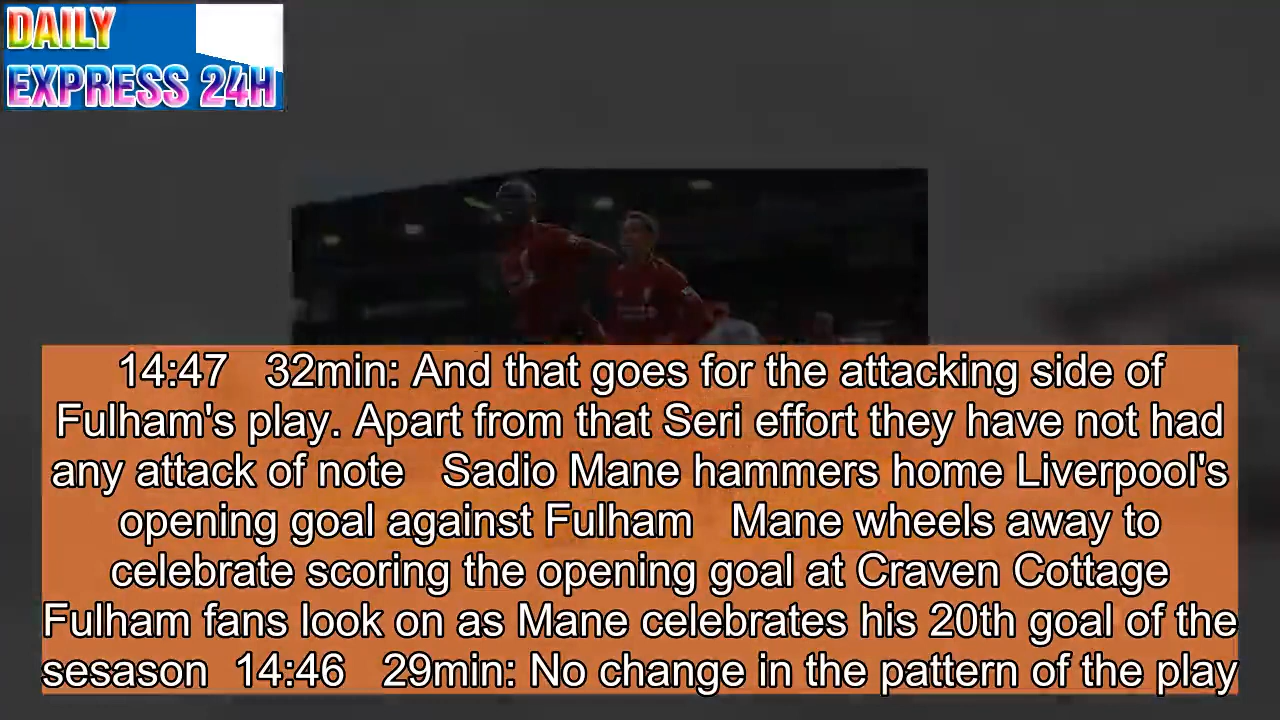 DAILY
EXPRESS 24H
14:47 32min: And that goes for the attacking side of
Fulham's play. Apart from that Seri effort they have not had
any attack of note Sadio Mane hammers home Liverpool's
opening goal against Fulham Mane wheels away to
celebrate scoring the opening goal at Craven Cottage
Fulham fans look on as Mane celebrates his 20th goal of the
sesason 14:46 29min: No change in the pattern of the play